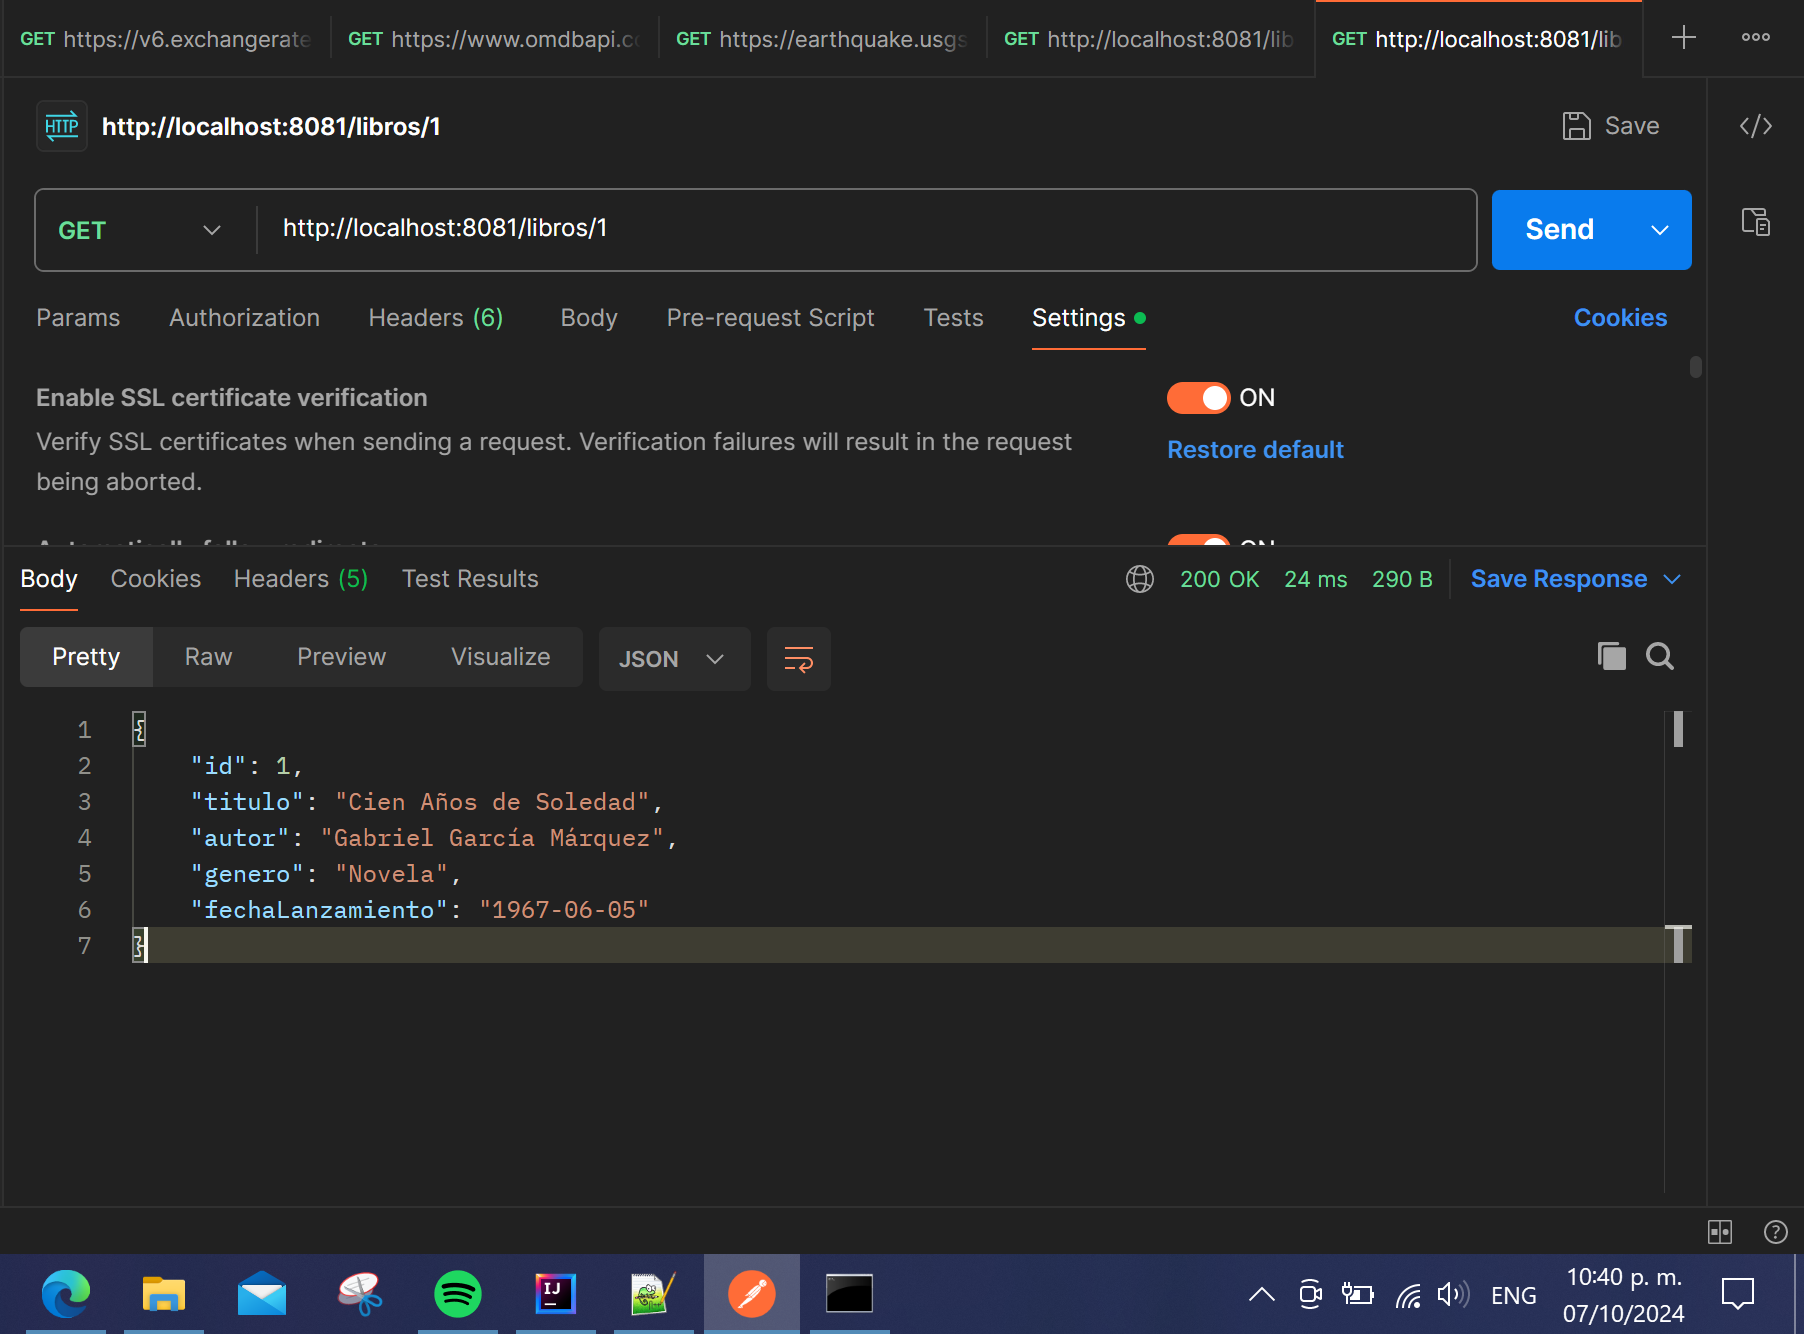 GET https://v6.exchangerate GET https://www.omdbapi.co GET https://earthquake.usgs GET http://localhost:8081/lib GET http://localhost:8081/lib
HTTP http://localhost:8081/libros/1 Save
GET http://localhost:8081/libros/1 Send
Params Authorization Headers (6) Body Pre-request Script Tests Settings Cookies
Enable SSL certificate verification ON
Verify SSL certificates when sending a request. Verification failures will result in the request
being aborted.
Restore default
Automatically follow redirects ON
Body Cookies Headers (5) Test Results 200 OK 24 ms 290 B Save Response
Pretty Raw Preview Visualize JSON
1 {
2 "id": 1,
3 "titulo": "Cien Años de Soledad",
4 "autor": "Gabriel García Márquez",
5 "genero": "Novela",
6 "fechaLanzamiento": "1967-06-05"
7 }
IJ ENG 10:40 p. m.
07/10/2024